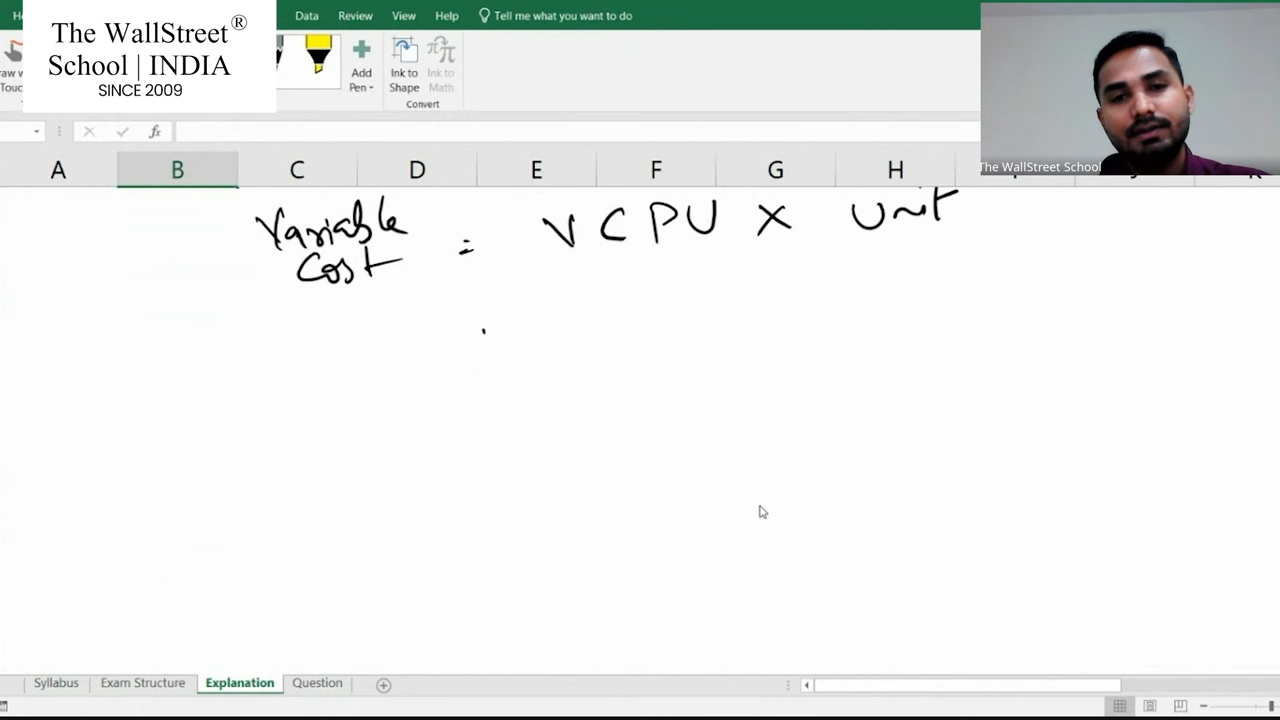 Data Review View Help Tell me what you want to do
The WallStreet®
School | INDIA
SINCE 2009
Add Ink to Ink to
Pen Shape Math
Convert
fx
A B C D E F G H
The WallStreet School
Variable = VCPU X Unit
Cost
Syllabus Exam Structure Explanation Question